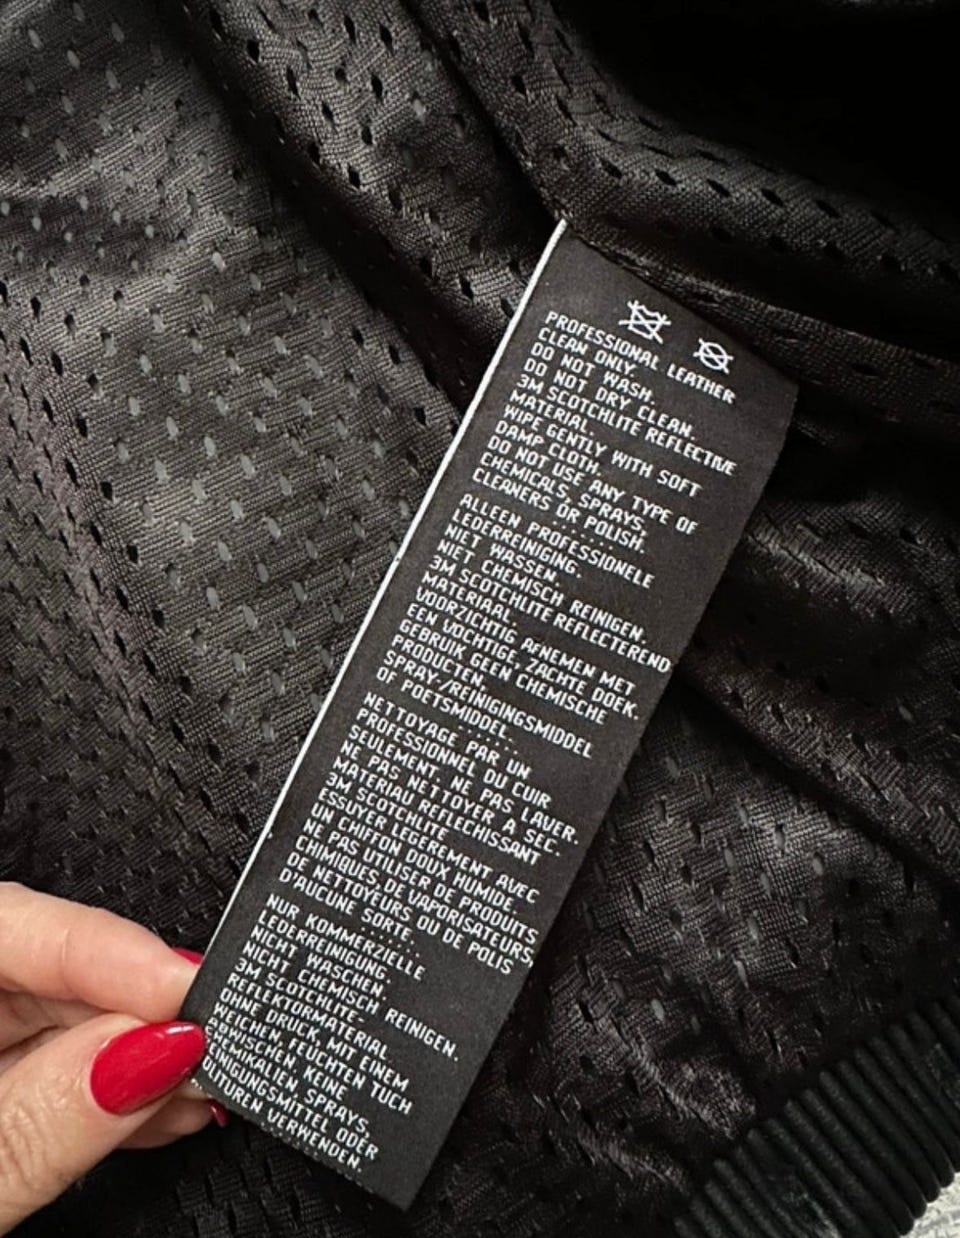 PROFESSIONAL LEATHER
CLEAN ONLY.
DO NOT WASH.
DO NOT DRY CLEAN.
3M SCOTCHLITE REFLECTIVE
MATERIAL
WIPE GENTLY WITH SOFT
DAMP CLOTH.
DO NOT USE ANY TYPE OF
CHEMICALS, SPRAYS,
CLEANERS OR POLISH.
ALLEEN PROFESSIONELE
LEDERREINIGING.
NIET WASSEN.
NIET CHEMISCH REINIGEN.
3M SCOTCHLITE REFLECTEREND
MATERIAAL.
VOORZICHTIG AFNEMEN MET
EEN VOCHTIGE, ZACHTE DOEK.
GEBRUIK GEEN CHEMISCHE
PRODUCTEN,
SPRAY-/REINIGINGSMIDDEL
OF POETSMIDDEL
NETTOYAGE PAR UN
PROFESSIONNEL DU CUIR
SEULEMENT. NE PAS LAVER.
NE PAS NETTOYER A SEC.
MATERIAU REFLECHISSANT
3M SCOTCHLITE
ESSUYER LEGEREMENT AVEC
UN CHIFFON DOUX HUMIDE.
NE PAS UTILISER DE PRODUITS
CHIMIQUES, DE VAPORISATEURS,
DE NETTOYEURS OU DE POLIS
D'AUCUNE SORTE.
NUR KOMMERZIELLE
LEDERREINIGUNG.
NICHT WASCHEN.
NICHT CHEMISCH REINIGEN.
3M SCOTCHLITE-
REFLEKTORMATERIAL
OHNE DRUCK, MIT EINEM
WEICHEN, FEUCHTEN TUCH
ABWISCHEN. KEINE
HEMIKALIEN, SPRAYS,
EINIGUNGSMITTEL ODER
OLITUREN VERWENDEN.